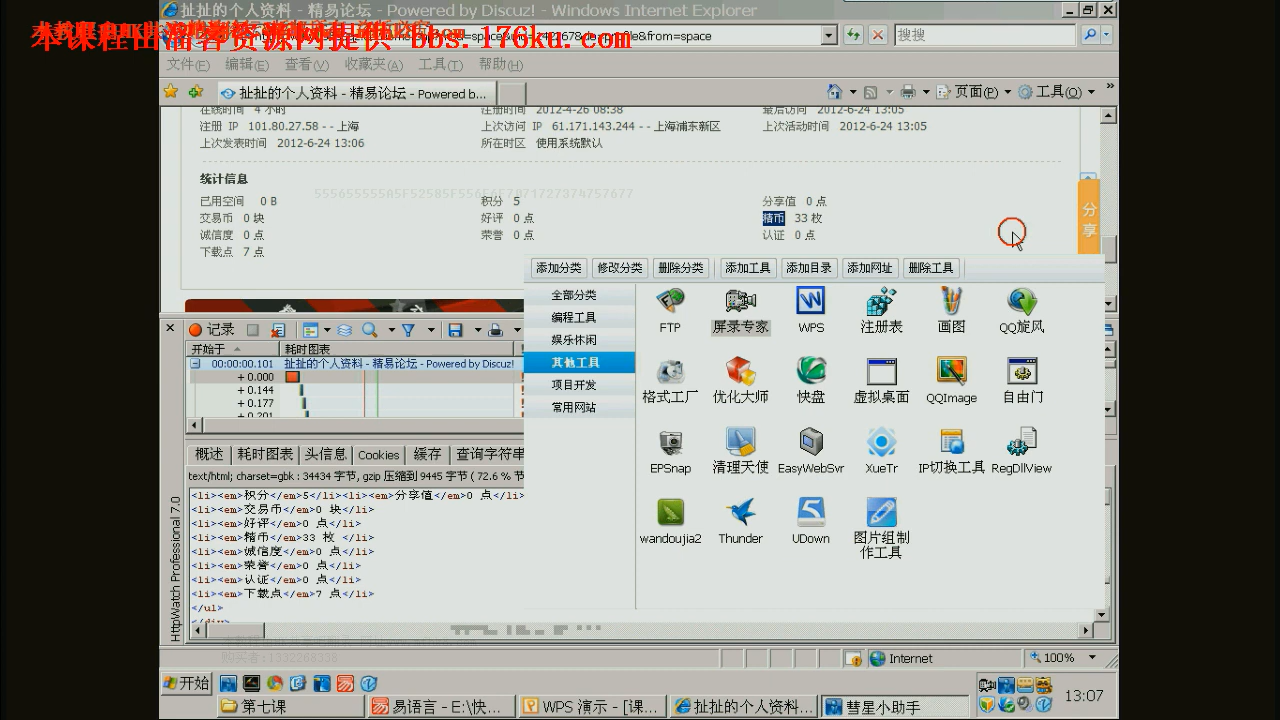 扯扯的个人资料 - 精易论坛 - Powered by Discuz! - Windows Internet Explorer
本课程由潘客资源网提供 bbs.176ku.com
from=space
搜搜
文件(F) 编辑(E) 查看(V) 收藏夹(A) 工具(T) 帮助(H)
扯扯的个人资料 - 精易论坛 - Powered b...
页面(P) 工具(O) »
在线时间 4 小时 注册时间 2012-4-26 08:38 最后访问 2012-6-24 13:05
注册 IP 101.80.27.58 - - 上海 上次访问 IP 61.171.143.244 - - 上海浦东新区 上次活动时间 2012-6-24 13:05
上次发表时间 2012-6-24 13:06 所在时区 使用系统默认
统计信息
已用空间 0 B 积分 5 分享值 0 点
交易币 0 块 好评 0 点 精币 33 枚
诚信度 0 点 荣誉 0 点 认证 0 点
下载点 7 点
分享
添加分类 修改分类 删除分类 添加工具 添加目录 添加网址 删除工具
全部分类
编程工具
娱乐休闲
其他工具
项目开发
常用网站
FTP 屏录专家 WPS 注册表 画图 QQ旋风
格式工厂 优化大师 快盘 虚拟桌面 QQImage 自由门
EPSnap 清理天使 EasyWebSvr XueTr IP切换工具 RegDllView
wandoujia2 Thunder UDown 图片组制作工具
记录
开始于 耗时图表
00:00:00.101 扯扯的个人资料 - 精易论坛 - Powered by Discuz!
+ 0.000
+ 0.144
+ 0.177
+ 0.201
概述 耗时图表 头信息 Cookies 缓存 查询字符串
text/html; charset=gbk : 34434 字节, gzip 压缩到 9445 字节 ( 72.6 % 节
<li><em>积分</em>5</li><li><em>分享值</em>0 点</li>
<li><em>交易币</em>0 块</li>
<li><em>好评</em>0 点</li>
<li><em>精币</em>33 枚 </li>
<li><em>诚信度</em>0 点</li>
<li><em>荣誉</em>0 点</li>
<li><em>认证</em>0 点</li>
<li><em>下载点</em>7 点</li>
</ul>
</div>
HttpWatch Professional 7.0
Internet 100%
开始
第七课 易语言 - E:\快... WPS 演示 - [课... 扯扯的个人资料... 彗星小助手 13:07